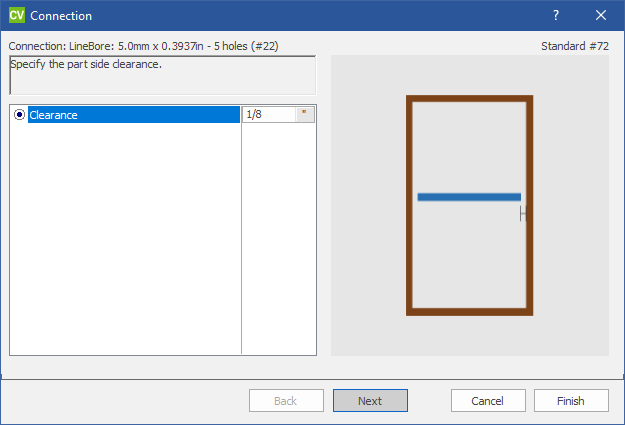 CV Connection ?
Connection: LineBore: 5.0mm x 0.3937in - 5 holes (#22) Standard #72
Specify the part side clearance.
Clearance 1/8 "
Back Next Cancel Finish